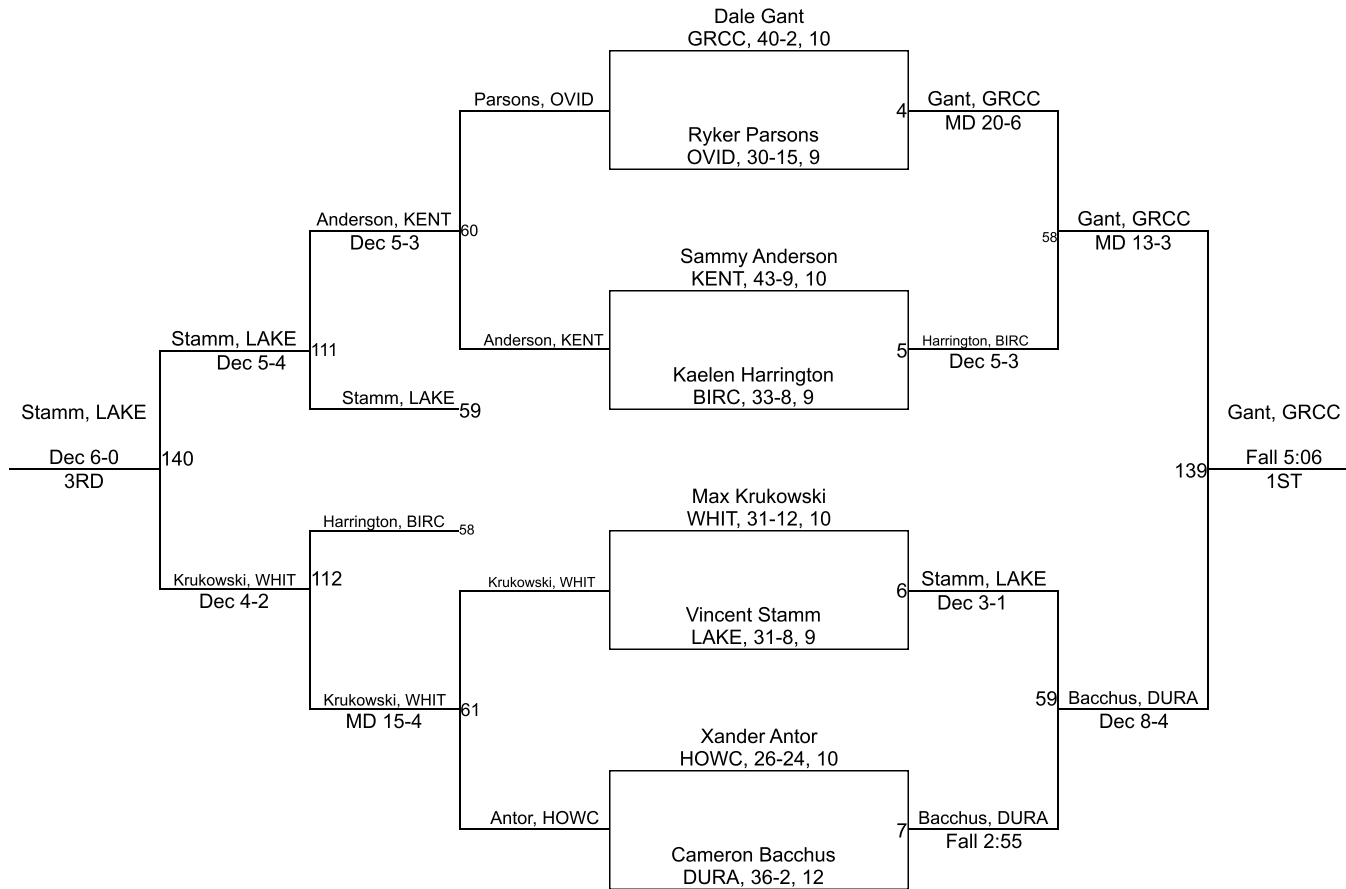 Dale Gant
GRCC, 40-2, 10
Parsons, OVID
4
Gant, GRCC
MD 20-6
Ryker Parsons
OVID, 30-15, 9
Anderson, KENT
Dec 5-3
60
58
Gant, GRCC
MD 13-3
Sammy Anderson
KENT, 43-9, 10
Stamm, LAKE
Dec 5-4
111
Anderson, KENT
5
Harrington, BIRC
Dec 5-3
Kaelen Harrington
BIRC, 33-8, 9
Stamm, LAKE
59
Stamm, LAKE
Dec 6-0
3RD
140
Gant, GRCC
139
Fall 5:06
1ST
Max Krukowski
WHIT, 31-12, 10
Harrington, BIRC
58
Krukowski, WHIT
Dec 4-2
112
Krukowski, WHIT
6
Stamm, LAKE
Dec 3-1
Vincent Stamm
LAKE, 31-8, 9
Krukowski, WHIT
MD 15-4
61
59
Bacchus, DURA
Dec 8-4
Xander Antor
HOWC, 26-24, 10
Antor, HOWC
7
Bacchus, DURA
Fall 2:55
Cameron Bacchus
DURA, 36-2, 12